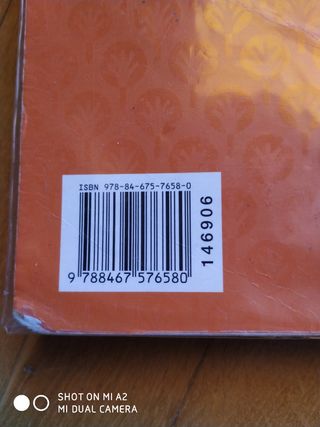 ISBN 978-84-675-7658-0
9 788467 576580
146906
SHOT ON MI A2
MI DUAL CAMERA